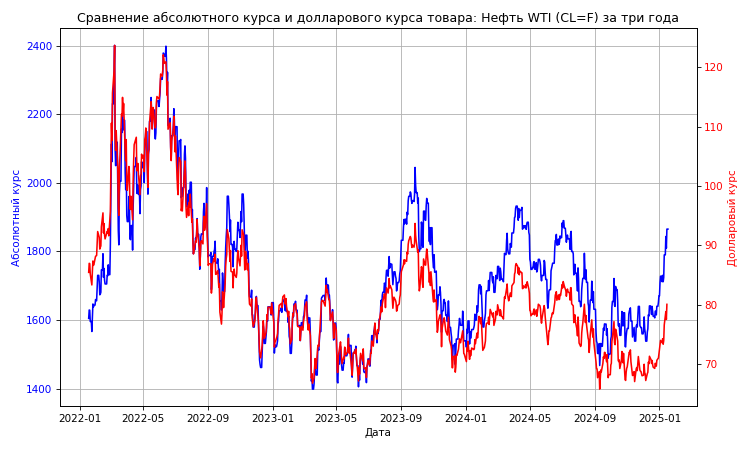 Сравнение абсолютного курса и долларового курса товара: Нефть WTI (CL=F) за три года
Абсолютный курс
2400
2200
2000
1800
1600
1400
120
110
100
90
80
70
Долларовый курс
2022-01 2022-05 2022-09 2023-01 2023-05 2023-09 2024-01 2024-05 2024-09 2025-01
Дата